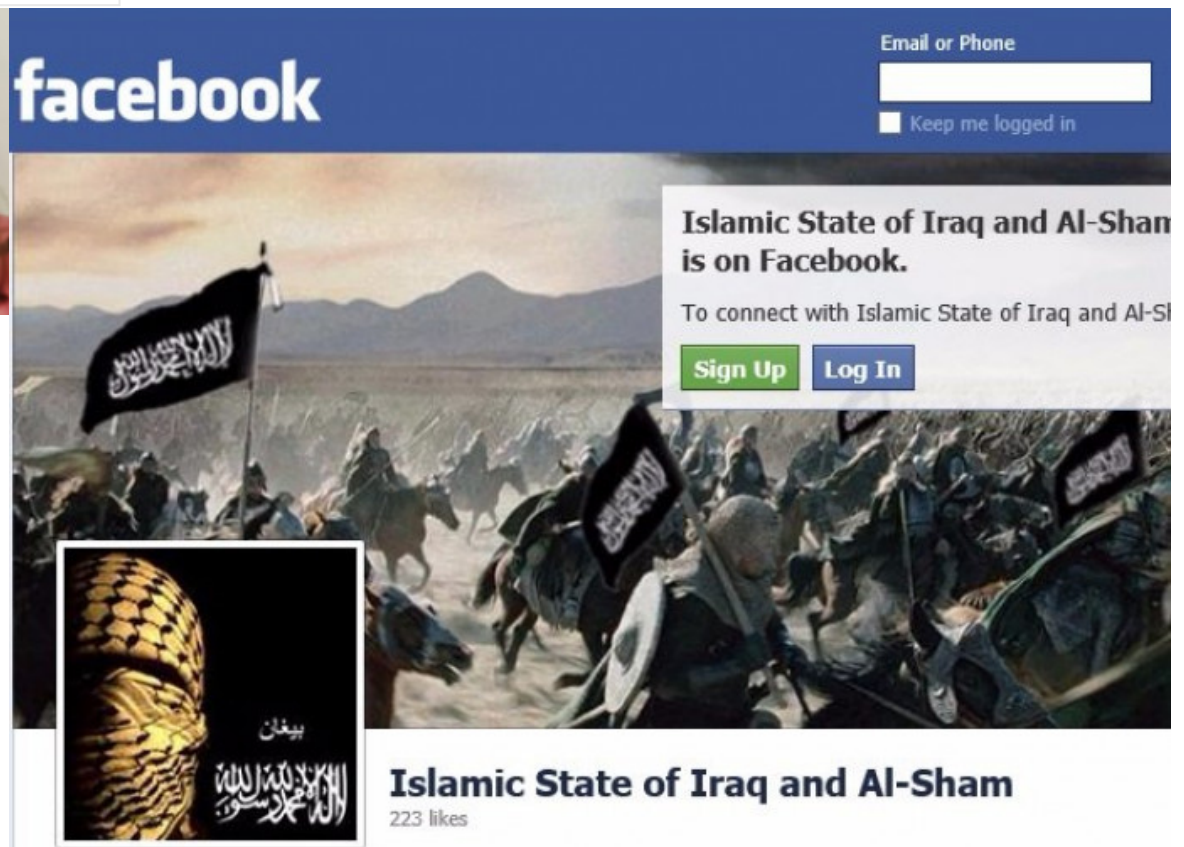 facebook
Email or Phone
Keep me logged in
Islamic State of Iraq and Al-Sham
is on Facebook.
To connect with Islamic State of Iraq and Al-Sh
Sign Up
Log In
بيغان
لا إله إلا الله محمد رسول الله
Islamic State of Iraq and Al-Sham
223 likes